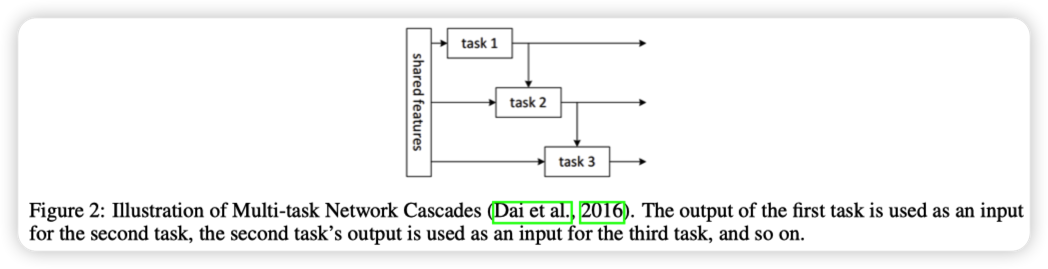 task 1
shared features
task 2
task 3
Figure 2: Illustration of Multi-task Network Cascades (Dai et al., 2016). The output of the first task is used as an input
for the second task, the second task's output is used as an input for the third task, and so on.